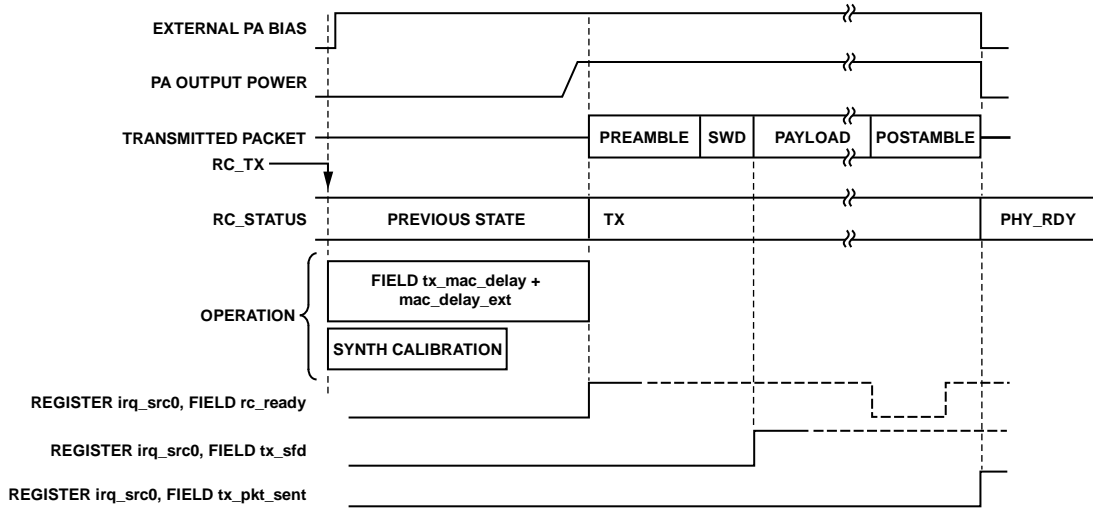 EXTERNAL PA BIAS
PA OUTPUT POWER
TRANSMITTED PACKET
PREAMBLE
SWD
PAYLOAD
POSTAMBLE
RC_TX
RC_STATUS
PREVIOUS STATE
TX
PHY_RDY
OPERATION
FIELD tx_mac_delay +
mac_delay_ext
SYNTH CALIBRATION
REGISTER irq_src0, FIELD rc_ready
REGISTER irq_src0, FIELD tx_sfd
REGISTER irq_src0, FIELD tx_pkt_sent